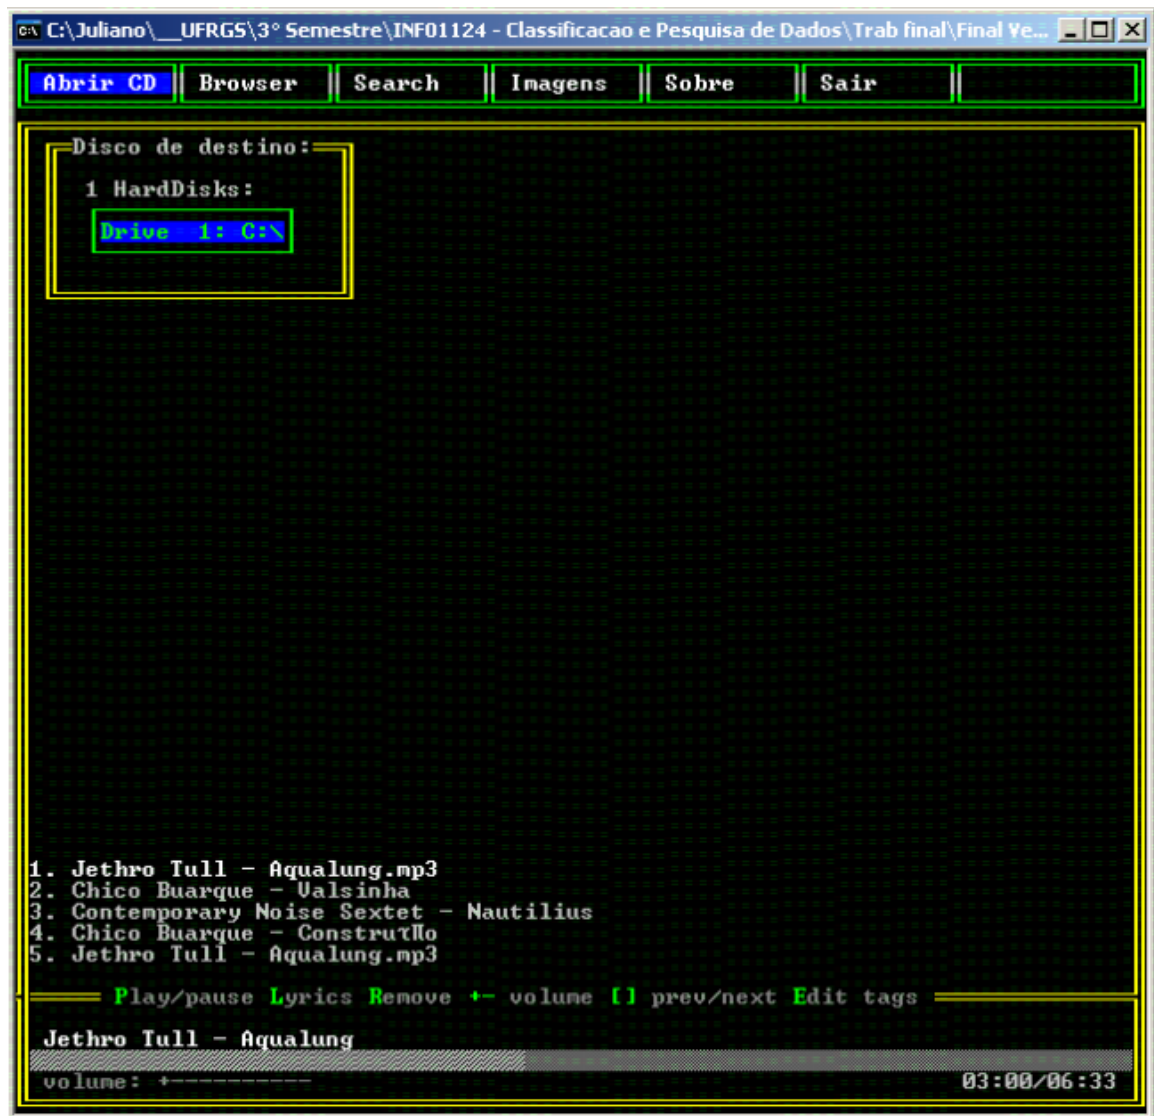 C:\Juliano\__UFRGS\3° Semestre\INF01124 - Classificacao e Pesquisa de Dados\Trab final\Final Ve...
Abrir CD Browser Search Imagens Sobre Sair
Disco de destino:
1 HardDisks:
Drive 1: C:\
1. Jethro Tull - Aqualung.mp3
2. Chico Buarque - Valsinha
3. Contemporary Noise Sextet - Nautilius
4. Chico Buarque - ConstruτΠo
5. Jethro Tull - Aqualung.mp3
Play/pause Lyrics Remove +- volume [] prev/next Edit tags
Jethro Tull - Aqualung
volume: +---------- 03:00/06:33